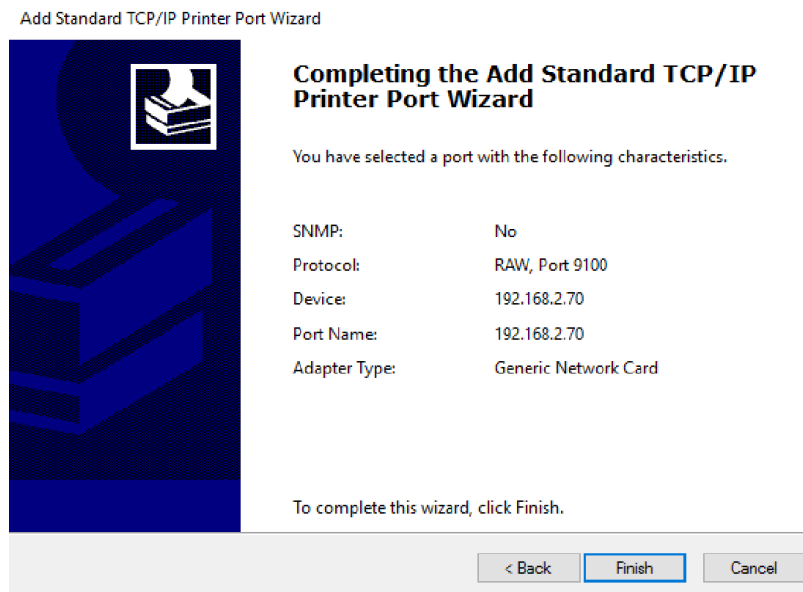 Add Standard TCP/IP Printer Port Wizard
Completing the Add Standard TCP/IP
Printer Port Wizard
You have selected a port with the following characteristics.
SNMP: No
Protocol: RAW, Port 9100
Device: 192.168.2.70
Port Name: 192.168.2.70
Adapter Type: Generic Network Card
To complete this wizard, click Finish.
< Back Finish Cancel